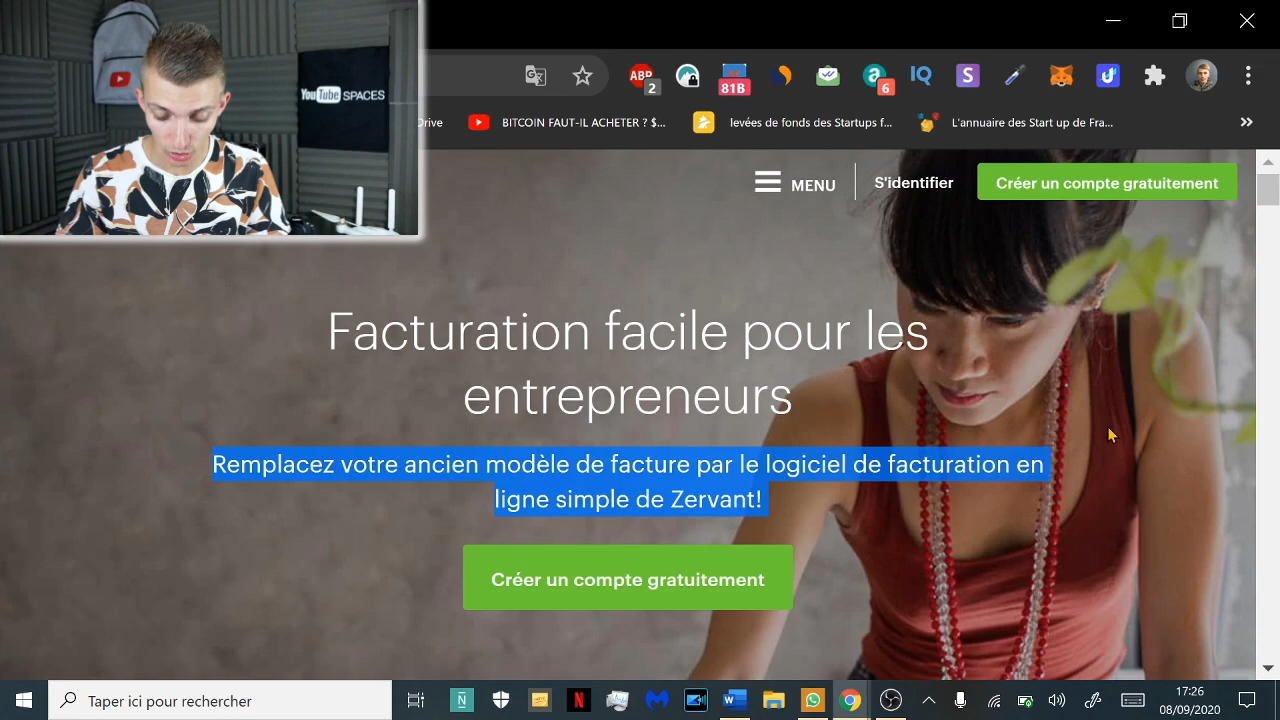 YouTube SPACES
ABP
2
81B
6
IQ
S
Drive
BITCOIN FAUT-IL ACHETER ? $...
levées de fonds des Startups f...
L'annuaire des Start up de Fra...
MENU
S'identifier
Créer un compte gratuitement
Facturation facile pour les
entrepreneurs
Remplacez votre ancien modèle de facture par le logiciel de facturation en
ligne simple de Zervant!
Créer un compte gratuitement
Taper ici pour rechercher
17:26
08/09/2020